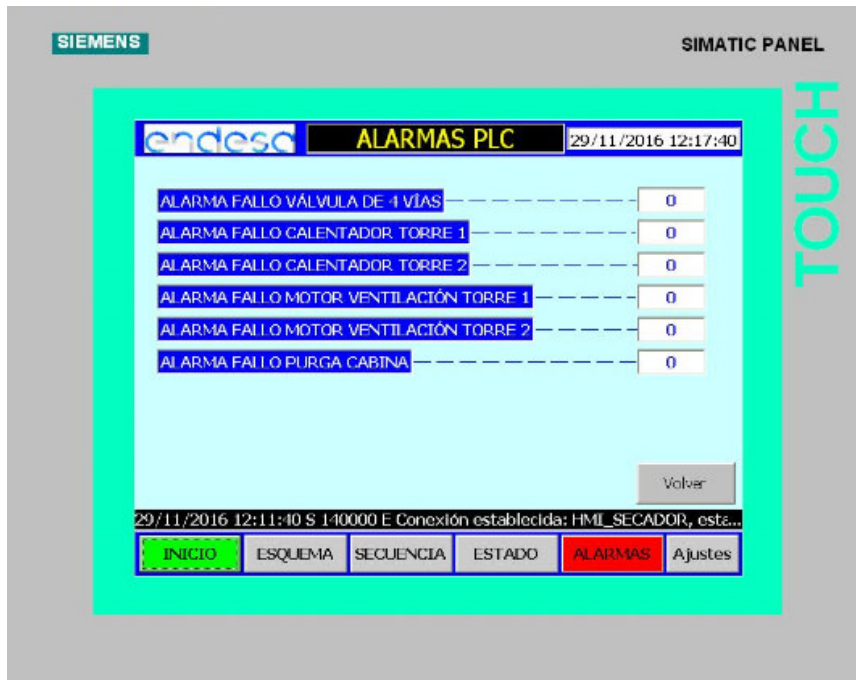 SIEMENS
SIMATIC PANEL
TOUCH
endesa
ALARMAS PLC
29/11/2016 12:17:40
ALARMA FALLO VÁLVULA DE 4 VÍAS 0
ALARMA FALLO CALENTADOR TORRE 1 0
ALARMA FALLO CALENTADOR TORRE 2 0
ALARMA FALLO MOTOR VENTILACIÓN TORRE 1 0
ALARMA FALLO MOTOR VENTILACIÓN TORRE 2 0
ALARMA FALLO PURGA CABINA 0
Volver
29/11/2016 12:11:40 S 140000 E Conexión establecida: HMI_SECADOR, esta...
INICIO ESQUEMA SECUENCIA ESTADO ALARMAS Ajustes